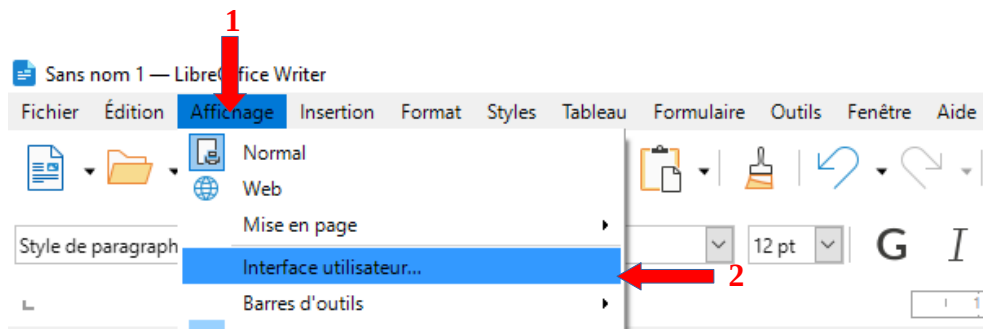 1
Sans nom 1 — LibreOffice Writer
Fichier Édition Affichage Insertion Format Styles Tableau Formulaire Outils Fenêtre Aide
Normal
Web
Mise en page
Style de paragraph
12 pt
G I
Interface utilisateur...
2
Barres d'outils
1